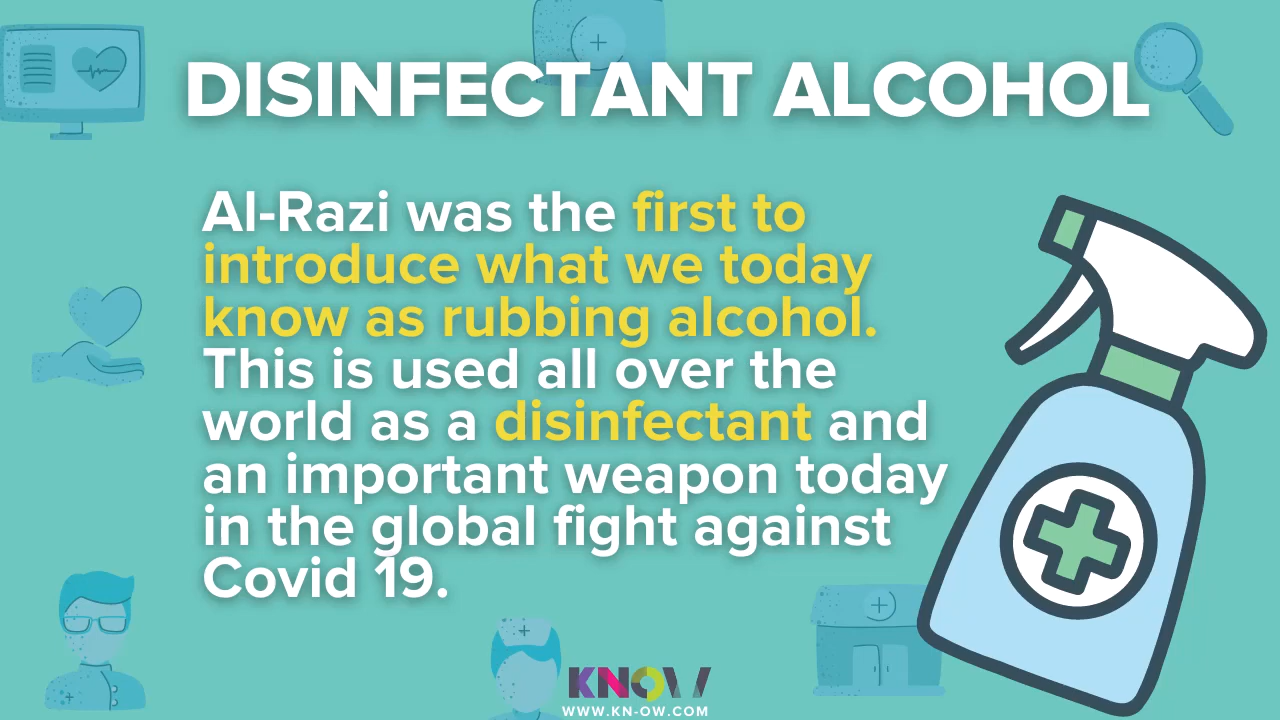 DISINFECTANT ALCOHOL
Al-Razi was the first to
introduce what we today
know as rubbing alcohol.
This is used all over the
world as a disinfectant and
an important weapon today
in the global fight against
Covid 19.
KNOW
WWW.KN-OW.COM